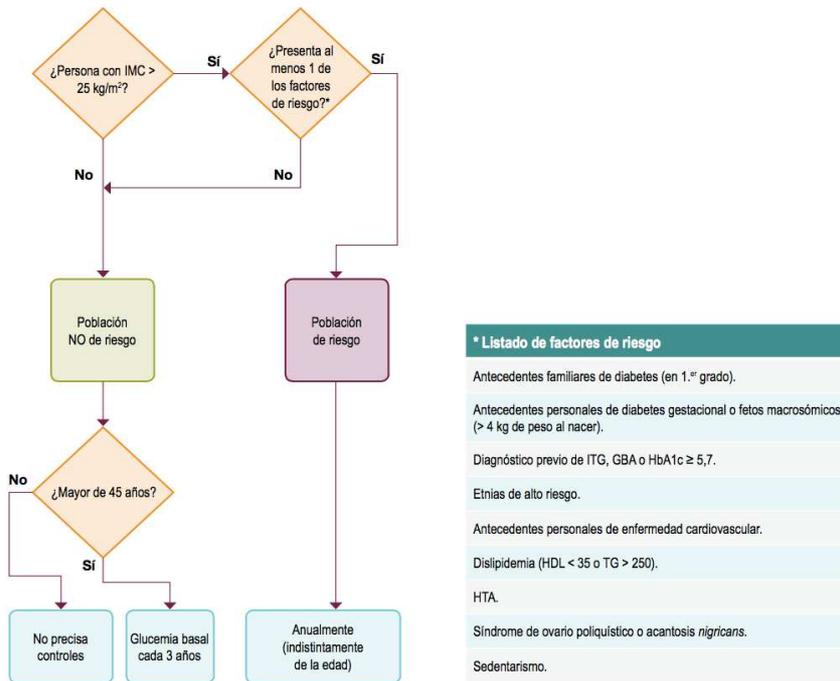 ¿Persona con IMC >
25 kg/m²?
Sí
¿Presenta al
menos 1 de
los factores
de riesgo?*
Sí
No
No
Población
NO de riesgo
Población
de riesgo
¿Mayor de 45 años?
No
Sí
No precisa
controles
Glucemia basal
cada 3 años
Anualmente
(indistintamente
de la edad)
* Listado de factores de riesgo
Antecedentes familiares de diabetes (en 1.er grado).
Antecedentes personales de diabetes gestacional o fetos macrosómicos
(> 4 kg de peso al nacer).
Diagnóstico previo de ITG, GBA o HbA1c ≥ 5,7.
Etnias de alto riesgo.
Antecedentes personales de enfermedad cardiovascular.
Dislipidemia (HDL < 35 o TG > 250).
HTA.
Síndrome de ovario poliquístico o acantosis nigricans.
Sedentarismo.